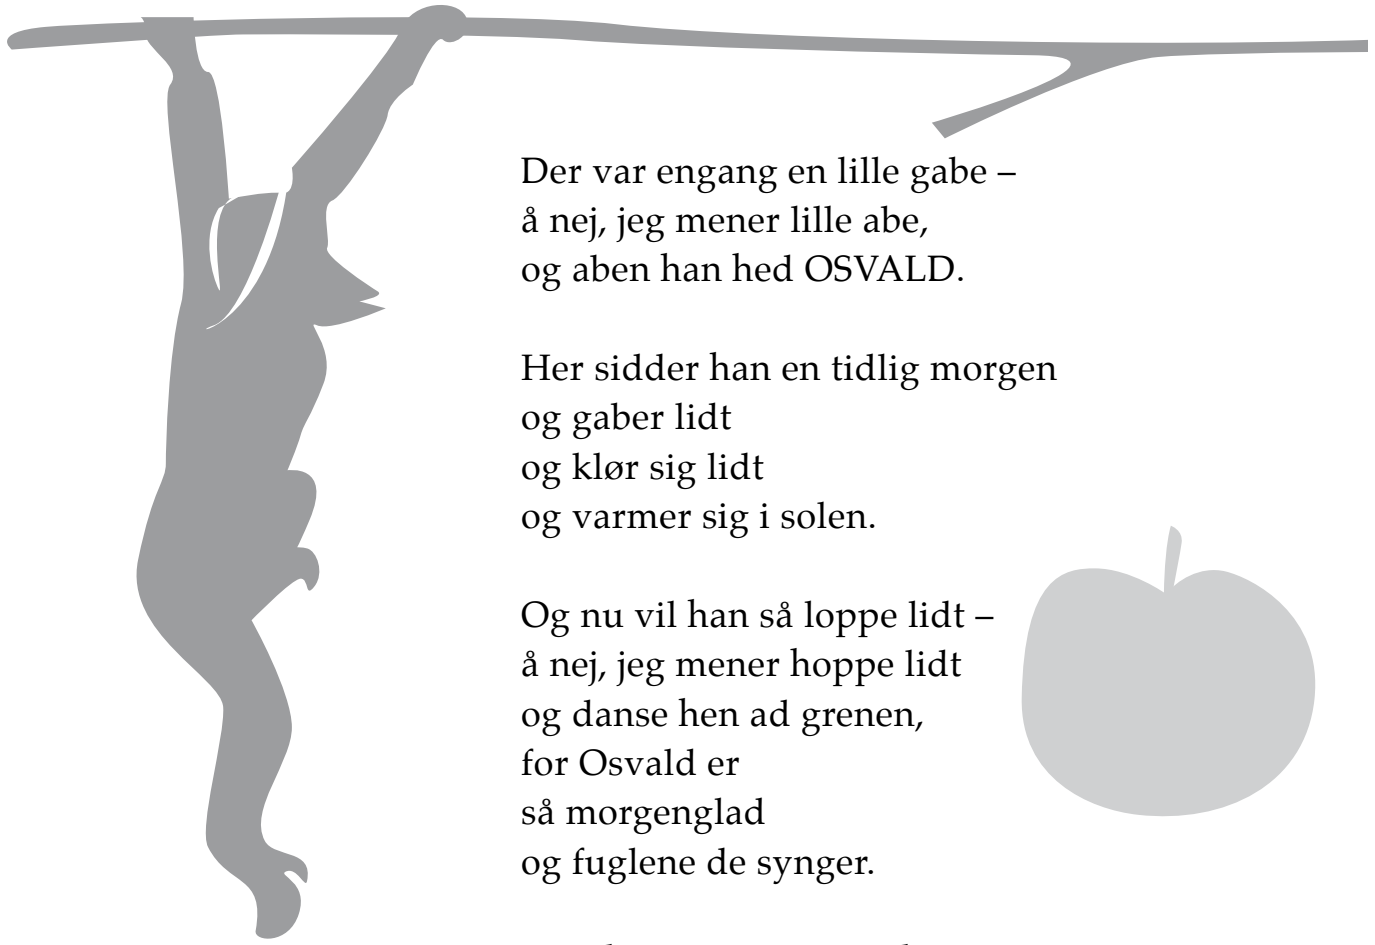 Der var engang en lille gabe –
å nej, jeg mener lille abe,
og aben han hed OSVALD.
Her sidder han en tidlig morgen
og gaber lidt
og klør sig lidt
og varmer sig i solen.
Og nu vil han så loppe lidt –
å nej, jeg mener hoppe lidt
og danse hen ad grenen,
for Osvald er
så morgenglad
og fuglene de synger.